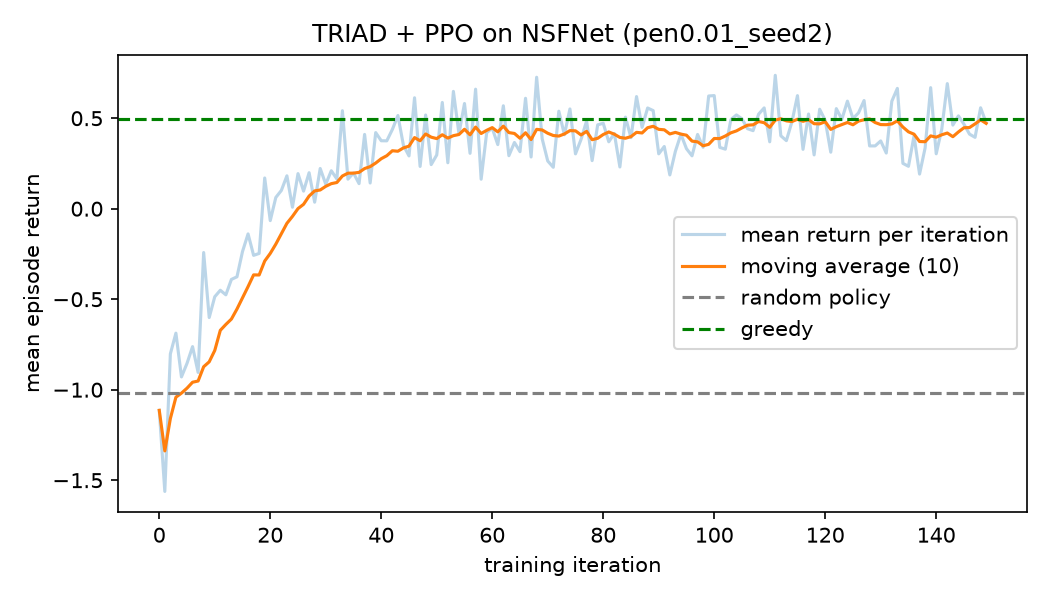 TRIAD + PPO on NSFNet (pen0.01_seed2)
mean episode return
0.5
0.0
−0.5
−1.0
−1.5
mean return per iteration
moving average (10)
random policy
greedy
0 20 40 60 80 100 120 140
training iteration